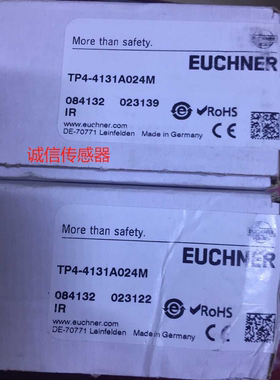 More than safety.
EUCHNER
TP4-4131A024M
084132 023139
IR
RoHS
www.euchner.com
DE-70771 Leinfelden Made in Germany
诚信传感器
More than safety.
EUCHNER
TP4-4131A024M
084132 023122
IR
RoHS
www.euchner.com
DE-70771 Leinfelden Made in Germany